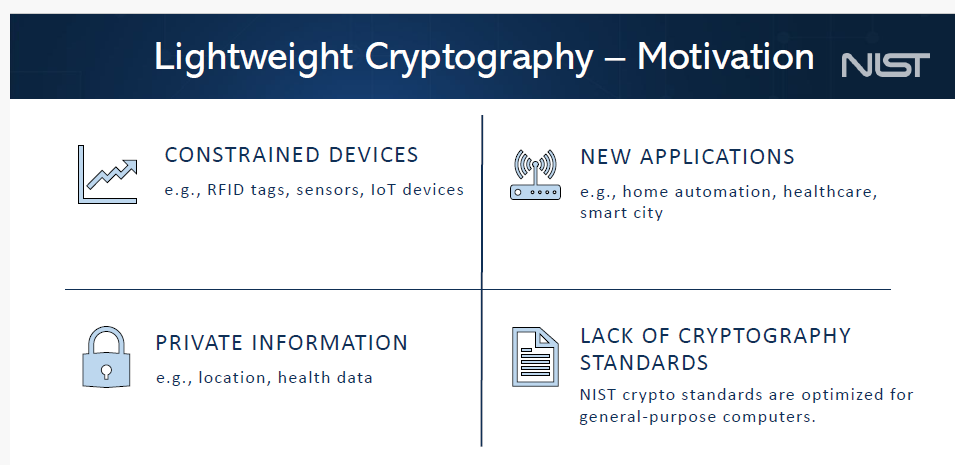 Lightweight Cryptography – Motivation
NIST
CONSTRAINED DEVICES
e.g., RFID tags, sensors, IoT devices
NEW APPLICATIONS
e.g., home automation, healthcare,
smart city
PRIVATE INFORMATION
e.g., location, health data
LACK OF CRYPTOGRAPHY
STANDARDS
NIST crypto standards are optimized for
general-purpose computers.